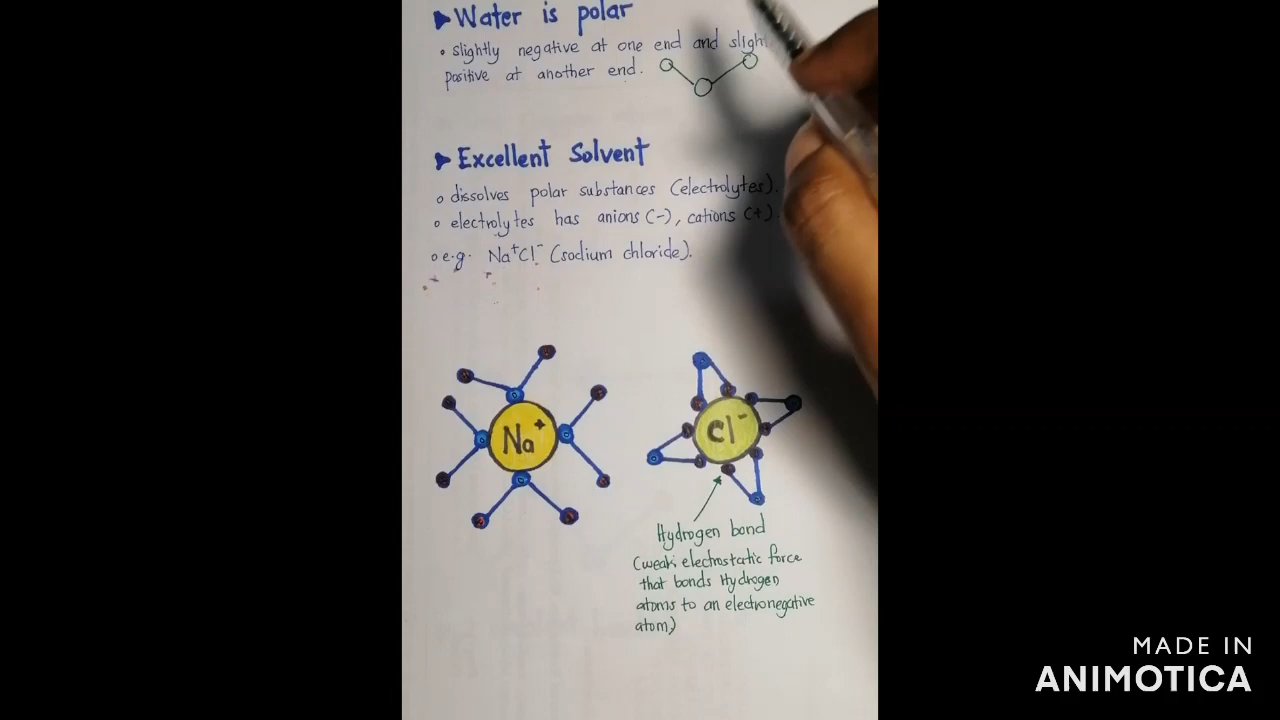 Water is polar
slightly negative at one end and slight
positive at another end.
Excellent Solvent
dissolves polar substances (electrolytes).
electrolytes has anions (-), cations (+)
e.g. Na⁺Cl⁻ (sodium chloride).
Na⁺
Cl⁻
Hydrogen bond
(weak electrostatic force
that bonds Hydrogen
atoms to an electronegative
atom)
MADE IN
ANIMOTICA